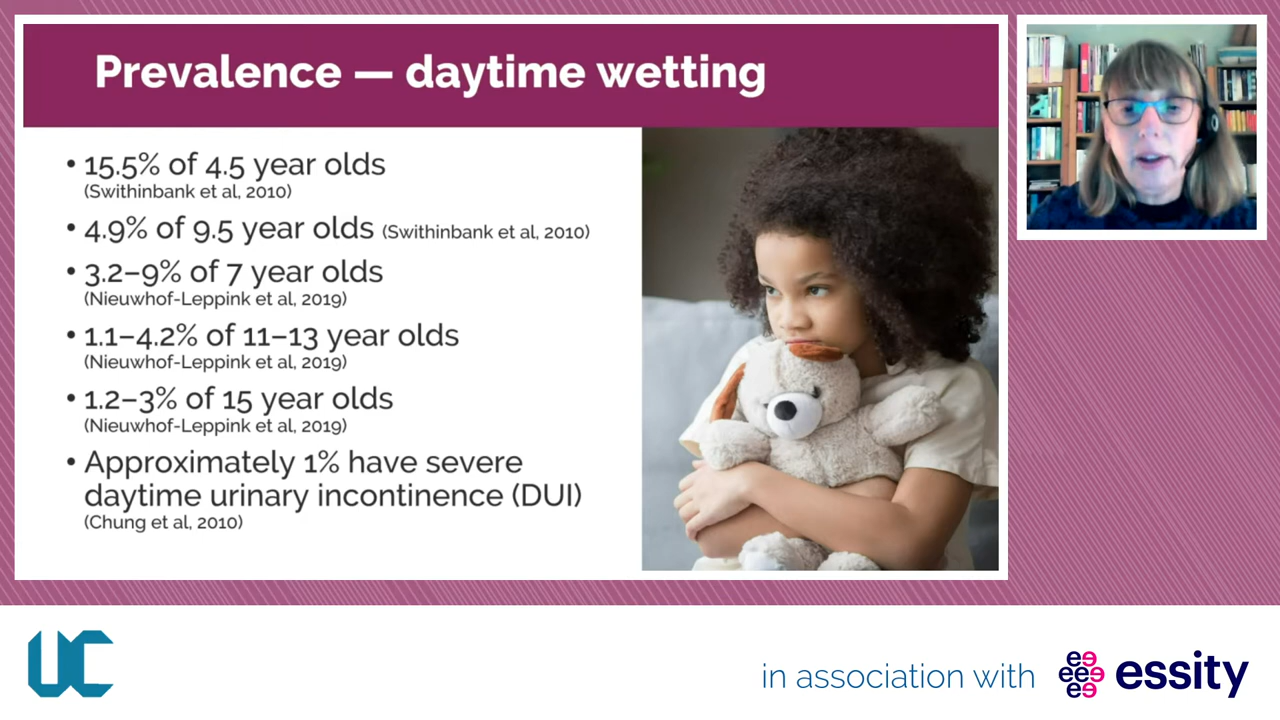 Prevalence — daytime wetting
• 15.5% of 4.5 year olds
(Swithinbank et al, 2010)
• 4.9% of 9.5 year olds (Swithinbank et al, 2010)
• 3.2–9% of 7 year olds
(Nieuwhof-Leppink et al, 2019)
• 1.1–4.2% of 11–13 year olds
(Nieuwhof-Leppink et al, 2019)
• 1.2–3% of 15 year olds
(Nieuwhof-Leppink et al, 2019)
• Approximately 1% have severe
daytime urinary incontinence (DUI)
(Chung et al, 2010)
UC
in association with essity